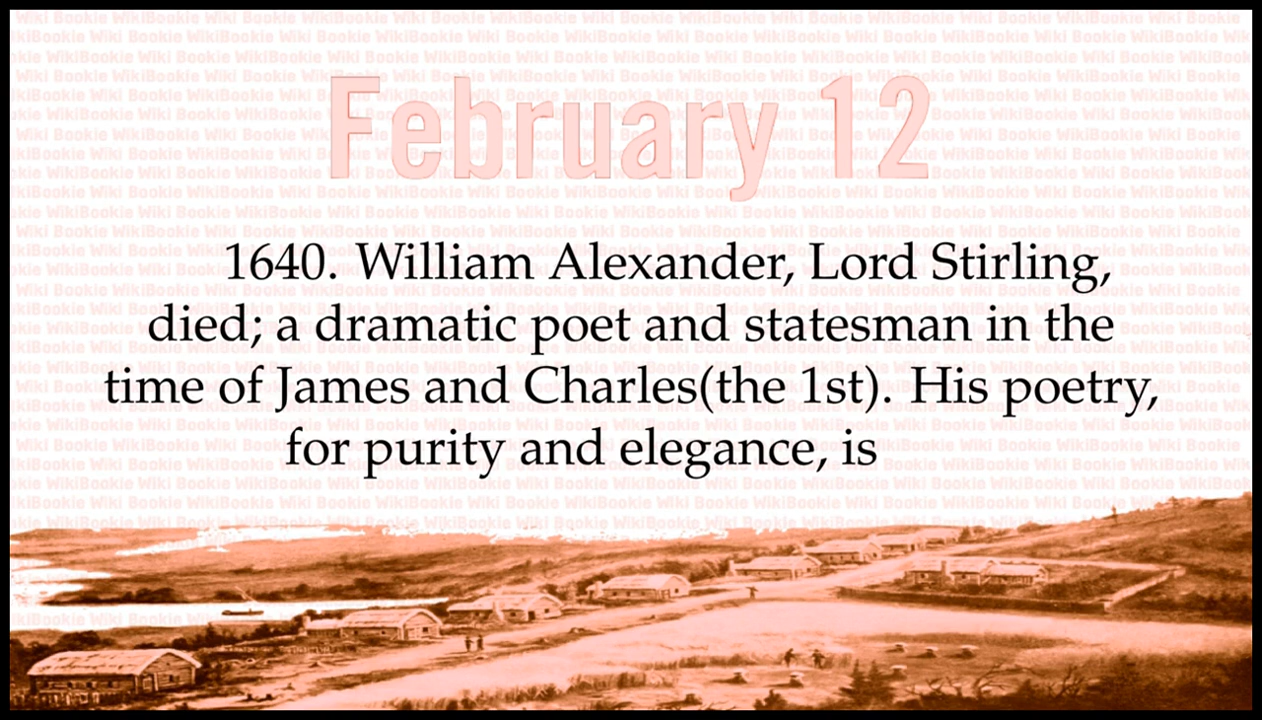 February 12
1640. William Alexander, Lord Stirling,
died; a dramatic poet and statesman in the
time of James and Charles(the 1st). His poetry,
for purity and elegance, is